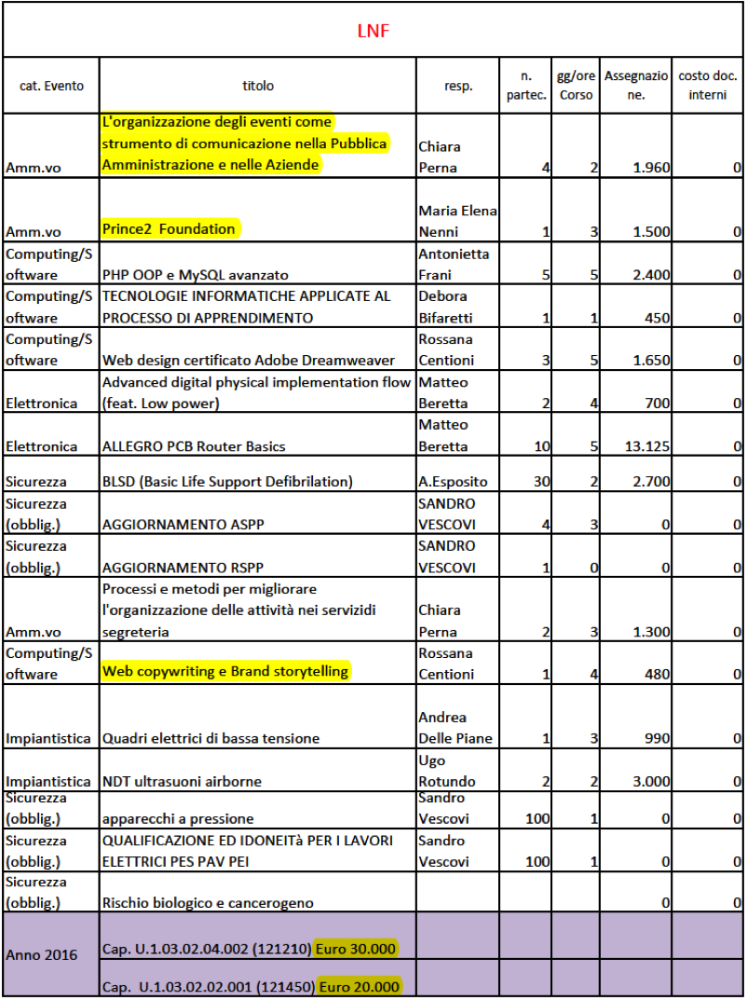 LNF
cat. Evento titolo resp. n. partec. gg/ore Corso Assegnazio ne. costo doc. interni
L'organizzazione degli eventi come
strumento di comunicazione nella Pubblica Chiara
Amm.vo Amministrazione e nelle Aziende Perna 4 2 1.960 0
Maria Elena
Amm.vo Prince2 Foundation Nenni 1 3 1.500 0
Computing/S Antonietta
oftware PHP OOP e MySQL avanzato Frani 5 5 2.400 0
Computing/S TECNOLOGIE INFORMATICHE APPLICATE AL Debora
oftware PROCESSO DI APPRENDIMENTO Bifaretti 1 1 450 0
Computing/S Rossana
oftware Web design certificato Adobe Dreamweaver Centioni 3 5 1.650 0
Advanced digital physical implementation flow Matteo
Elettronica (feat. Low power) Beretta 2 4 700 0
Matteo
Elettronica ALLEGRO PCB Router Basics Beretta 10 5 13.125 0
Sicurezza BLSD (Basic Life Support Defibrilation) A.Esposito 30 2 2.700 0
Sicurezza SANDRO
(obblig.) AGGIORNAMENTO ASPP VESCOVI 4 3 0 0
Sicurezza SANDRO
(obblig.) AGGIORNAMENTO RSPP VESCOVI 1 0 0 0
Processi e metodi per migliorare
l'organizzazione delle attività nei servizidi Chiara
Amm.vo segreteria Perna 2 3 1.300 0
Computing/S Rossana
oftware Web copywriting e Brand storytelling Centioni 1 4 480 0
Andrea
Impiantistica Quadri elettrici di bassa tensione Delle Piane 1 3 990 0
Ugo
Impiantistica NDT ultrasuoni airborne Rotundo 2 2 3.000 0
Sicurezza Sandro
(obblig.) apparecchi a pressione Vescovi 100 1 0 0
Sicurezza QUALIFICAZIONE ED IDONEITà PER I LAVORI Sandro
(obblig.) ELETTRICI PES PAV PEI Vescovi 100 1 0 0
Sicurezza
(obblig.) Rischio biologico e cancerogeno 0 0
Anno 2016 Cap. U.1.03.02.04.002 (121210) Euro 30.000
Cap. U.1.03.02.02.001 (121450) Euro 20.000